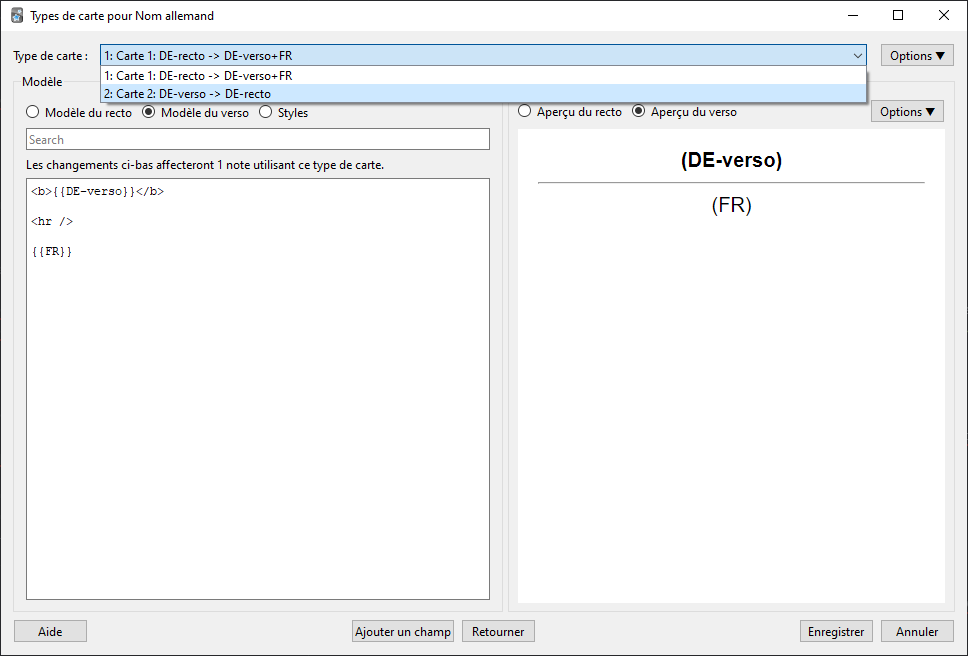 Types de carte pour Nom allemand
Type de carte :
1: Carte 1: DE-recto -> DE-verso+FR
Options ▼
1: Carte 1: DE-recto -> DE-verso+FR
2: Carte 2: DE-verso -> DE-recto
Modèle
Modèle du recto Modèle du verso Styles
Search
Les changements ci-bas affecteront 1 note utilisant ce type de carte.
<b>{{DE-verso}}</b>
<hr />
{{FR}}
Aperçu du recto Aperçu du verso
Options ▼
(DE-verso)
(FR)
Aide
Ajouter un champ
Retourner
Enregistrer
Annuler